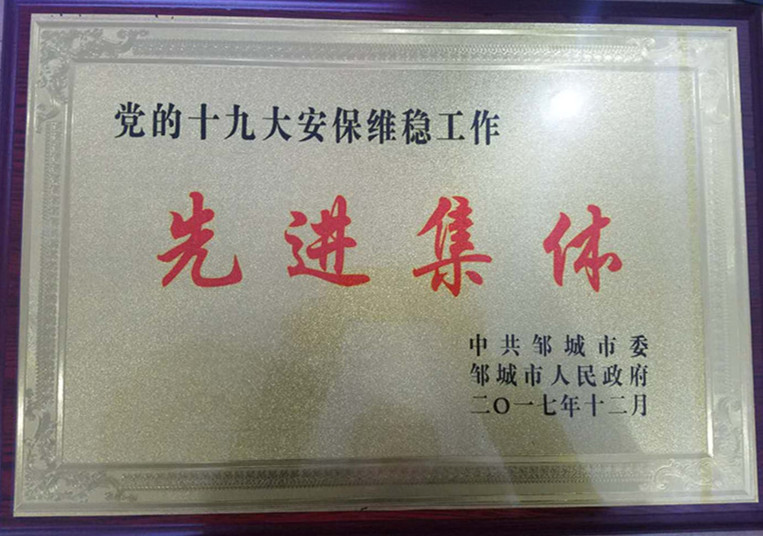 党的十九大安保维稳工作
先进集体
中共邹城市委
邹城市人民政府
二〇一七年十二月